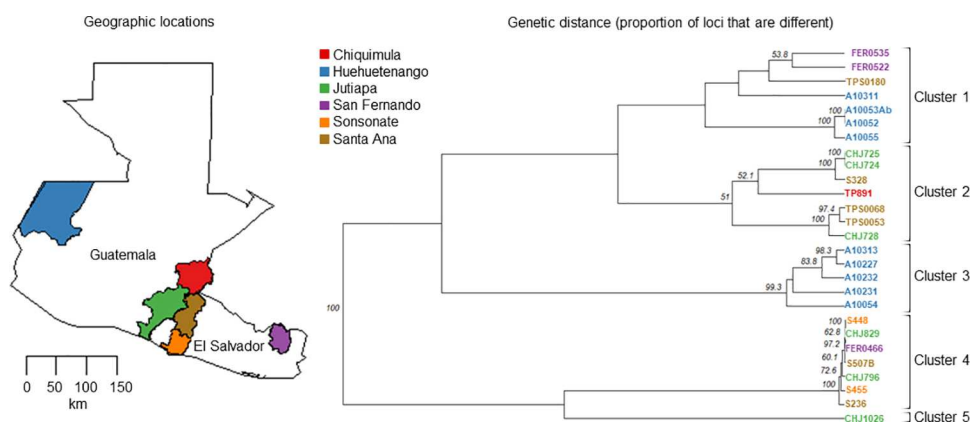 Geographic locations
Genetic distance (proportion of loci that are different)
Chiquimula
Huehuetenango
Jutiapa
San Fernando
Sonsonate
Santa Ana
Guatemala
El Salvador
0 50 100 150
km
53.8
FER0535
FER0522
TPS0180
A10311
100
A10053Ab
100
A10052
A10055
Cluster 1
100
CHJ725
CHJ724
100
S328
52.1
TP891
51
97.4
TPS0068
100
TPS0053
CHJ728
Cluster 2
98.3
A10313
83.8
A10227
A10232
99.3
A10231
A10054
Cluster 3
100
100
S448
62.8
CHJ829
97.2
FER0466
60.1
S507B
72.6
CHJ796
100
S455
S236
Cluster 4
CHJ1026
Cluster 5